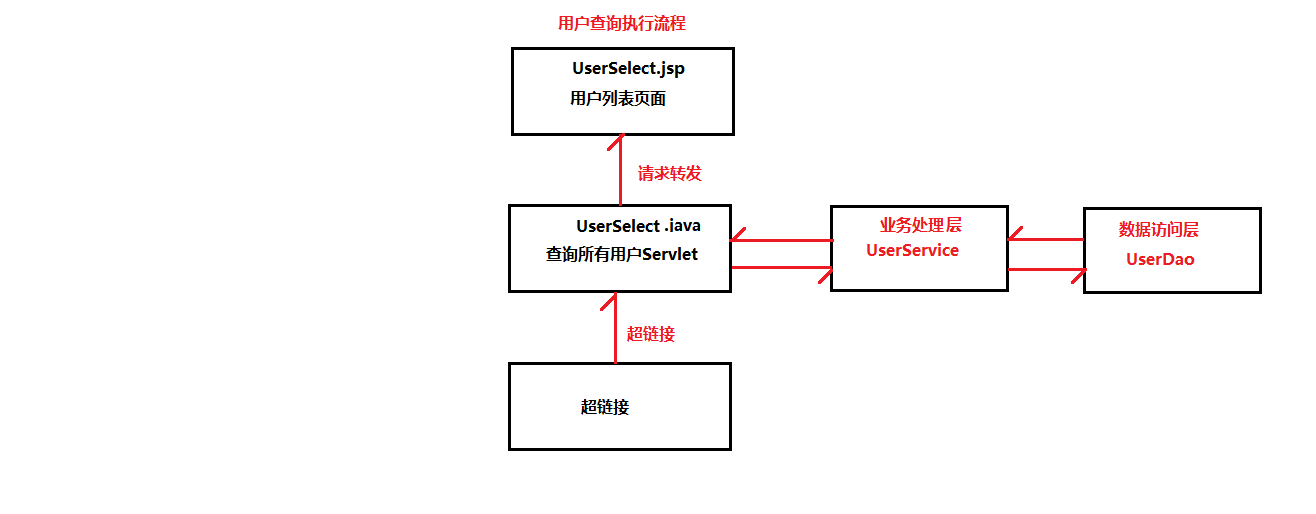 用户查询执行流程
UserSelect.jsp
用户列表页面
请求转发
UserSelect .java
查询所有用户Servlet
业务处理层
UserService
数据访问层
UserDao
超链接
超链接